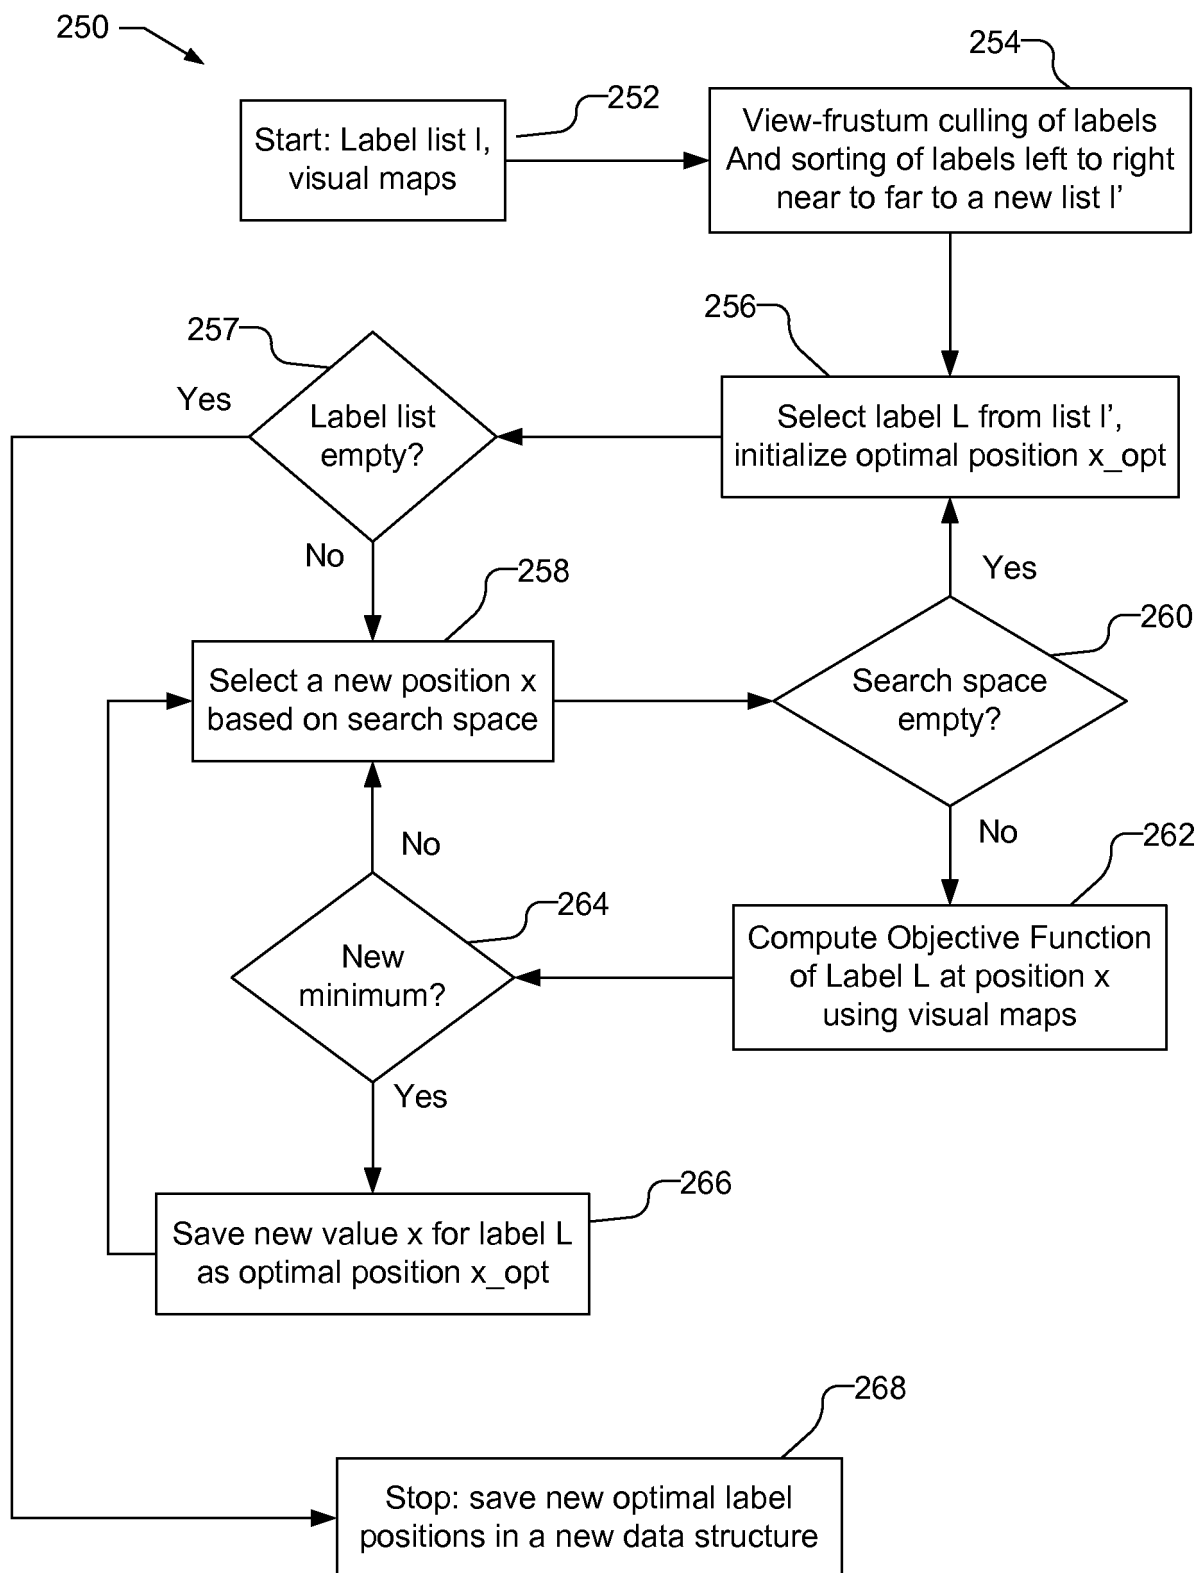 250
254
252
Start: Label list l,
visual maps
View-frustum culling of labels
And sorting of labels left to right
near to far to a new list l’
256
257
Yes
Label list
empty?
Select label L from list l’,
initialize optimal position x_opt
No
258
Yes
260
Select a new position x
based on search space
Search space
empty?
No
No
262
264
New
minimum?
Compute Objective Function
of Label L at position x
using visual maps
Yes
266
Save new value x for label L
as optimal position x_opt
268
Stop: save new optimal label
positions in a new data structure